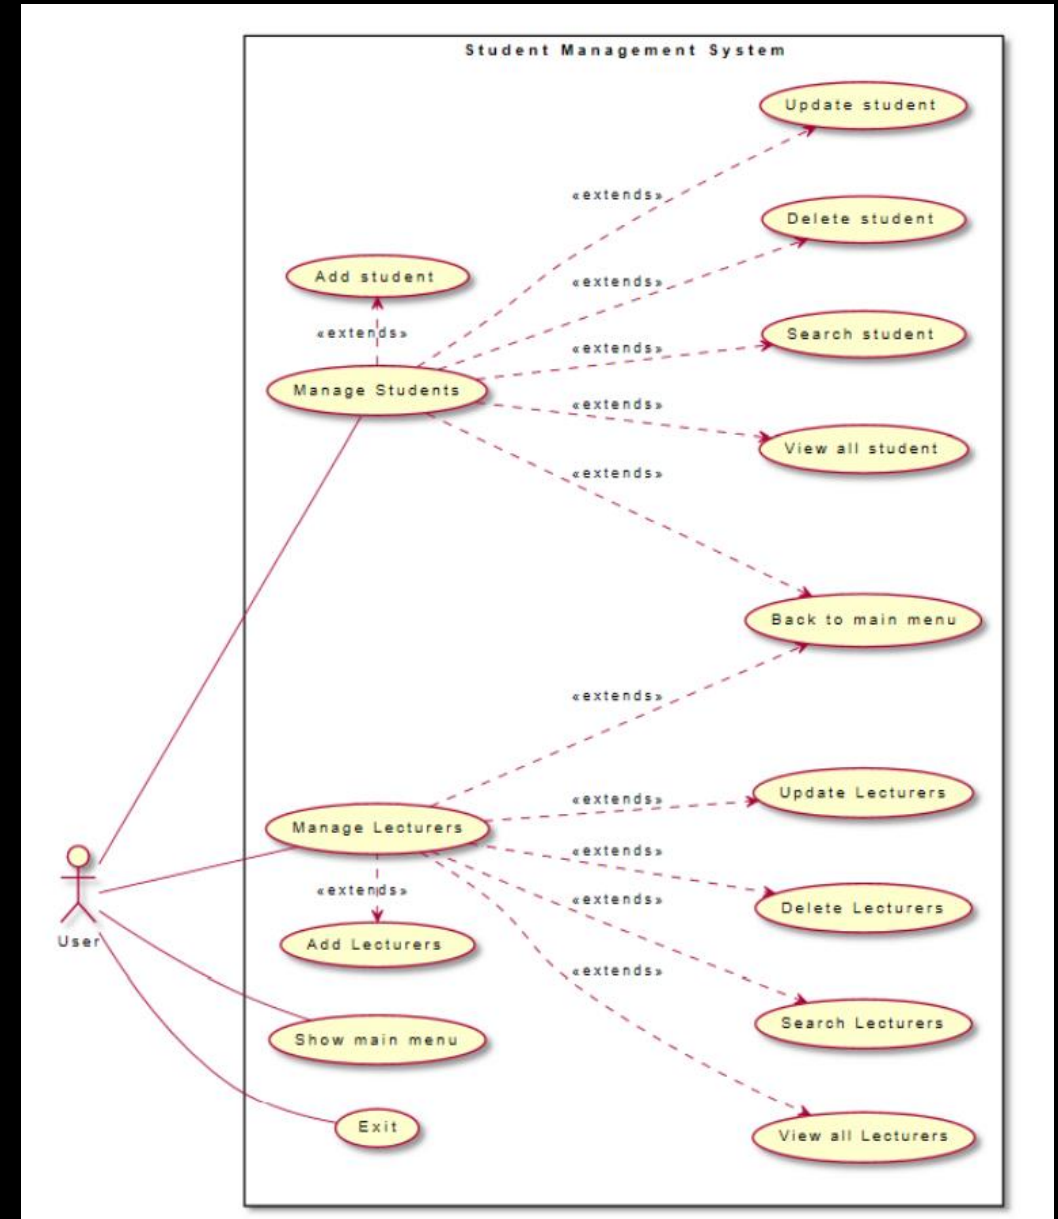 Student Management System
Update student
«extends»
Delete student
Add student
«extends»
«extends»
Search student
«extends»
Manage Students
«extends»
View all student
«extends»
Back to main menu
«extends»
Update Lecturers
«extends»
Manage Lecturers
«extends»
«extends»
«extends»
Delete Lecturers
User
Add Lecturers
«extends»
Search Lecturers
Show main menu
Exit
View all Lecturers